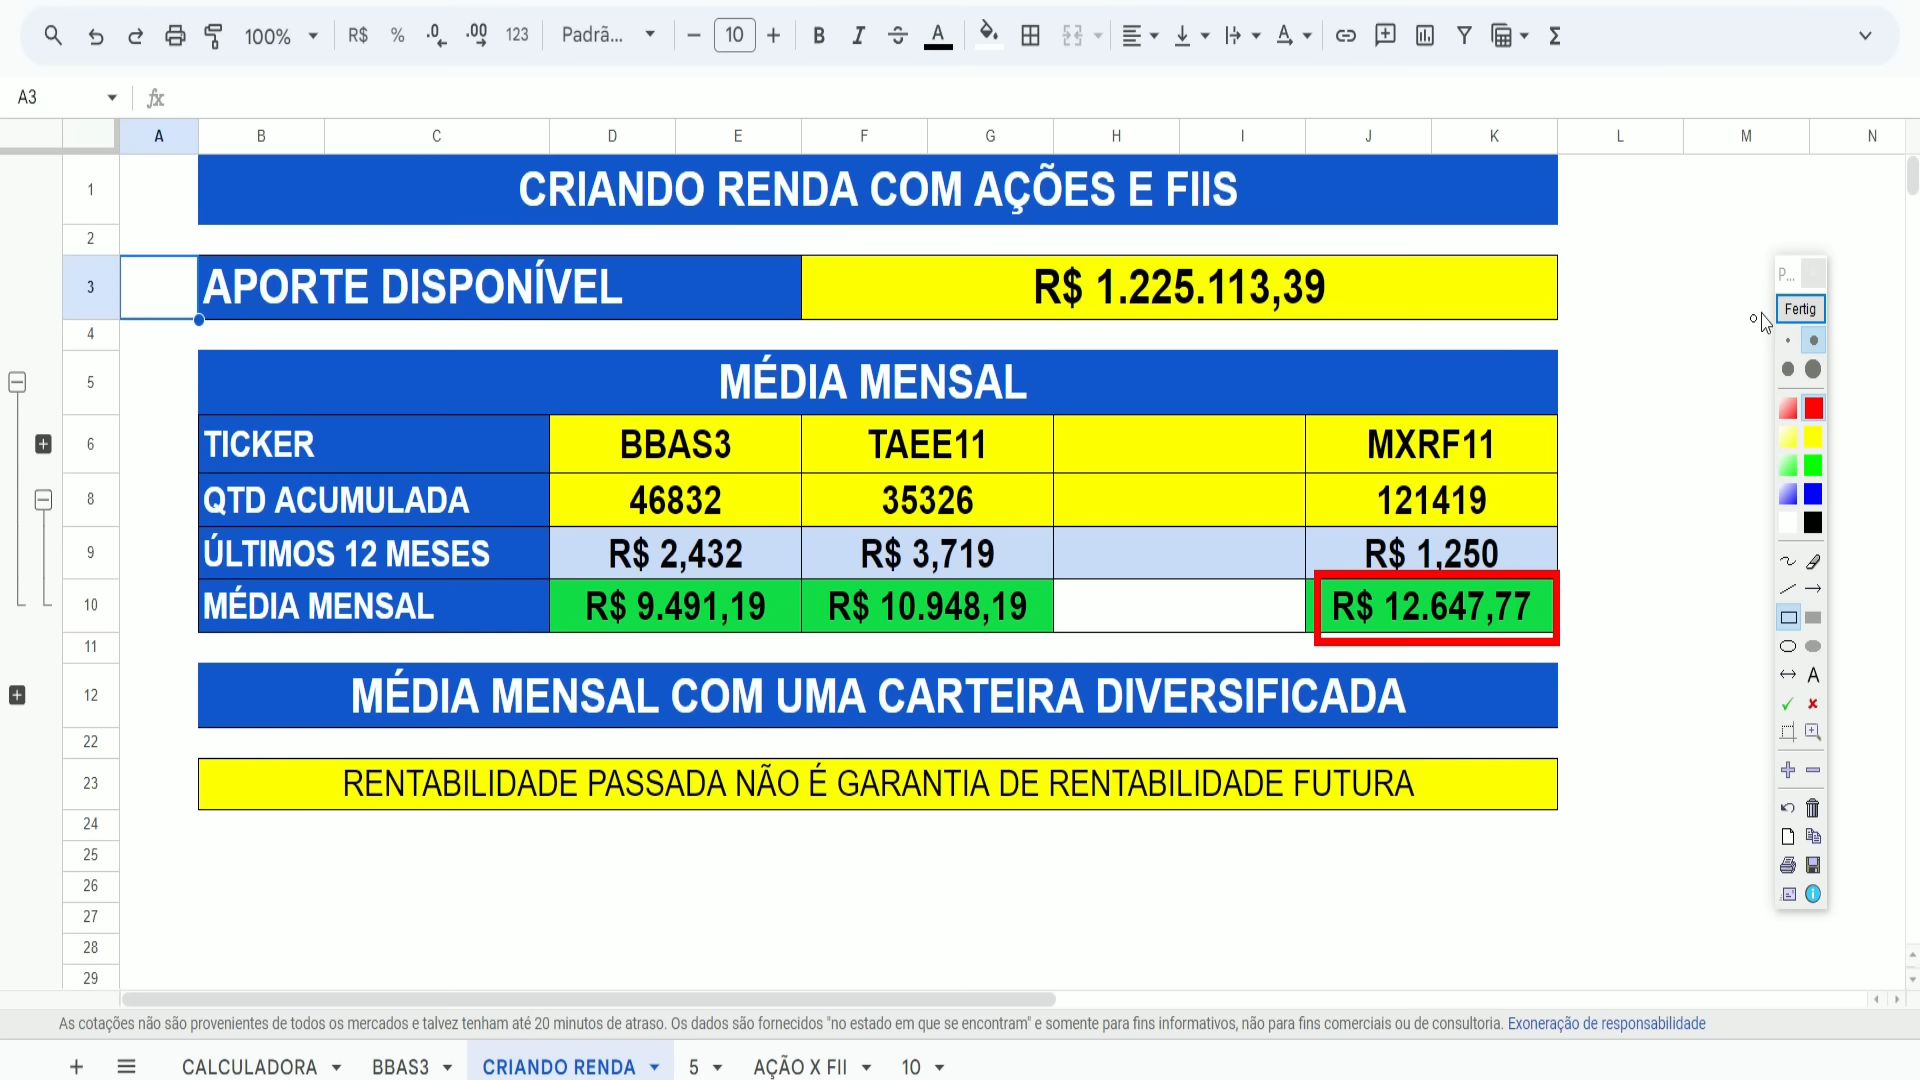 100%
R$
%
.0
.00
123
Padrã...
10
B
I
A
Σ
A3
fx
A B C D E F G H I J K L M N
1
CRIANDO RENDA COM AÇÕES E FIIS
2
3
APORTE DISPONÍVEL R$ 1.225.113,39
4
5
MÉDIA MENSAL
6
TICKER BBAS3 TAEE11 MXRF11
8
QTD ACUMULADA 46832 35326 121419
9
ÚLTIMOS 12 MESES R$ 2,432 R$ 3,719 R$ 1,250
10
MÉDIA MENSAL R$ 9.491,19 R$ 10.948,19 R$ 12.647,77
11
12
MÉDIA MENSAL COM UMA CARTEIRA DIVERSIFICADA
22
23
RENTABILIDADE PASSADA NÃO É GARANTIA DE RENTABILIDADE FUTURA
24
25
26
27
28
29
P...
Fertig
A
As cotações não são provenientes de todos os mercados e talvez tenham até 20 minutos de atraso. Os dados são fornecidos "no estado em que se encontram" e somente para fins informativos, não para fins comerciais ou de consultoria. Exoneração de responsabilidade
CALCULADORA
BBAS3
CRIANDO RENDA
5
AÇÃO X FII
10